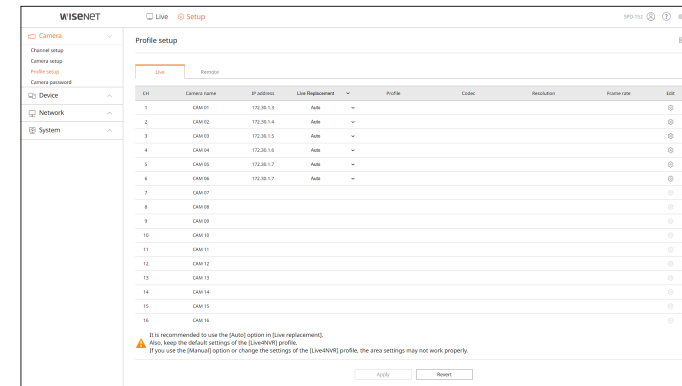 WISENET
Live Setup SPD-152
Camera
Channel setup
Camera setup
Profile setup
Camera password
Device
Network
System
Profile setup
Live Remote
CH Camera name IP address Live Replacement Profile Codec Resolution Frame rate Edit
1 CAM 01 172.30.1.3 Auto
2 CAM 02 172.30.1.4 Auto
3 CAM 03 172.30.1.5 Auto
4 CAM 04 172.30.1.6 Auto
5 CAM 05 172.30.1.7 Auto
6 CAM 06 172.30.1.7 Auto
7 CAM 07
8 CAM 08
9 CAM 09
10 CAM 10
11 CAM 11
12 CAM 12
13 CAM 13
14 CAM 14
15 CAM 15
16 CAM 16
It is recommended to use the [Auto] option in [Live replacement].
Also, keep the default settings of the [Live4NVR] profile.
If you use the [Manual] option or change the settings of the [Live4NVR] profile, the area settings may not work properly.
Apply Revert